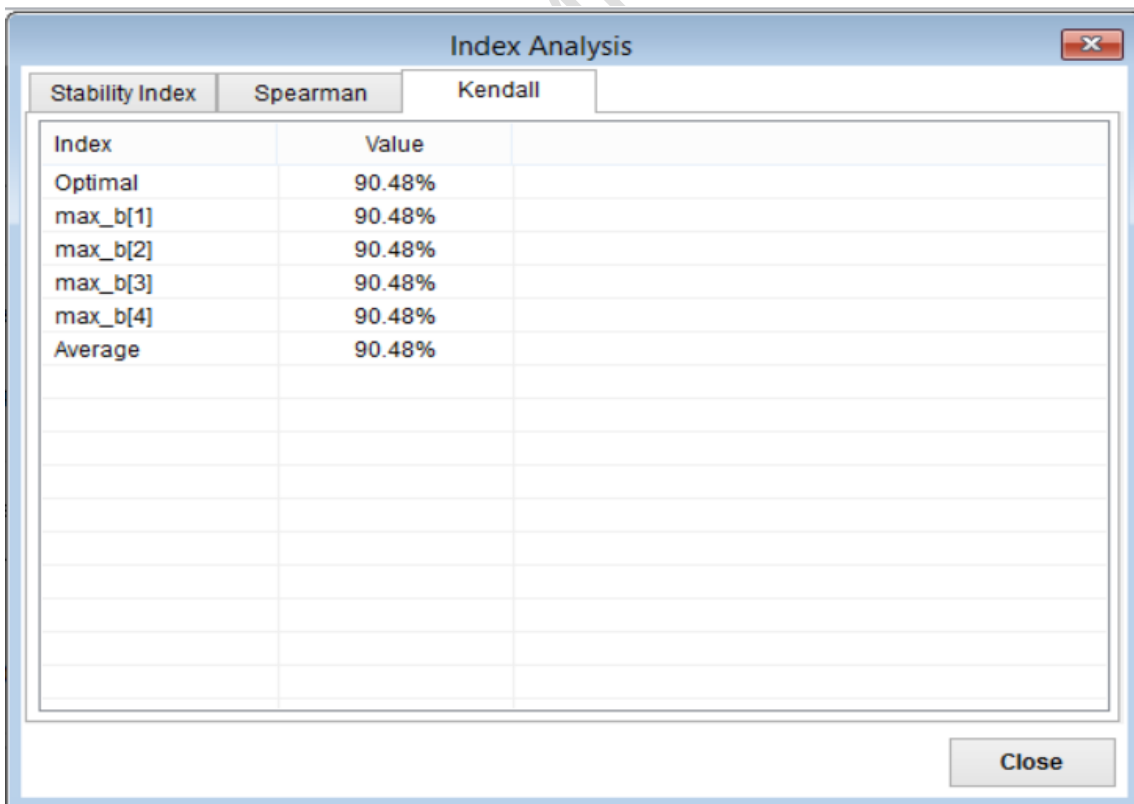 Index Analysis
Stability Index Spearman Kendall
Index Value
Optimal 90.48%
max_b[1] 90.48%
max_b[2] 90.48%
max_b[3] 90.48%
max_b[4] 90.48%
Average 90.48%
Close